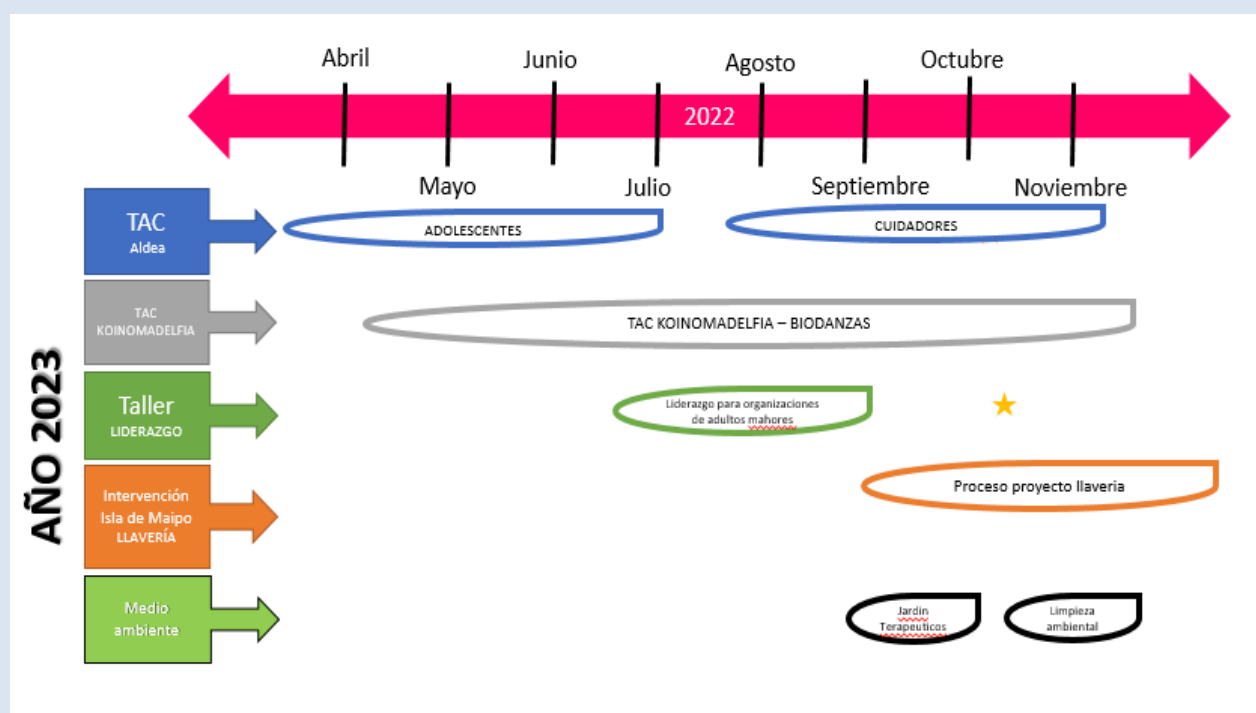 Abril
Junio
Agosto
Octubre
2022
Mayo
Julio
Septiembre
Noviembre
AÑO 2023
TAC
Aldea
ADOLESCENTES
CUIDADORES
TAC
KOINOMADELFIA
TAC KOINOMADELFIA – BIODANZAS
Taller
LIDERAZGO
Liderazgo para organizaciones
de adultos mahores
Intervención
Isla de Maipo
LLAVERÍA
Proceso proyecto llaveria
Medio
ambiente
Jardin
Terapeuticos
Limpieza
ambiental